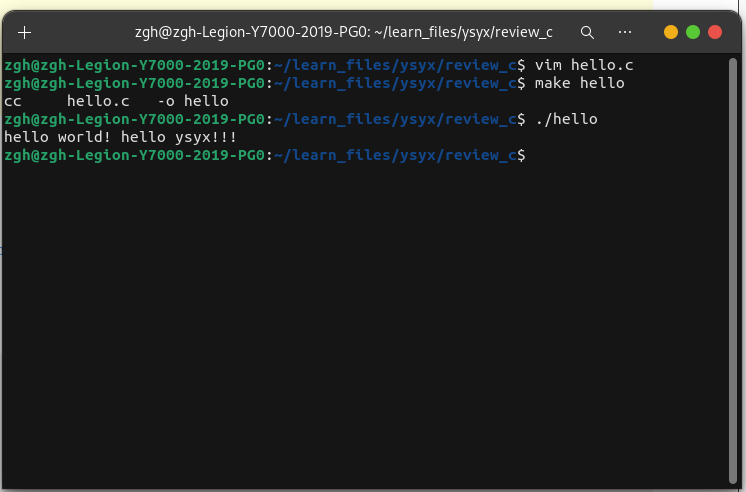 zgh@zgh-Legion-Y7000-2019-PG0: ~/learn_files/ysyx/review_c
zgh@zgh-Legion-Y7000-2019-PG0:~/learn_files/ysyx/review_c$ vim hello.c
zgh@zgh-Legion-Y7000-2019-PG0:~/learn_files/ysyx/review_c$ make hello
cc     hello.c   -o hello
zgh@zgh-Legion-Y7000-2019-PG0:~/learn_files/ysyx/review_c$ ./hello
hello world! hello ysyx!!!
zgh@zgh-Legion-Y7000-2019-PG0:~/learn_files/ysyx/review_c$